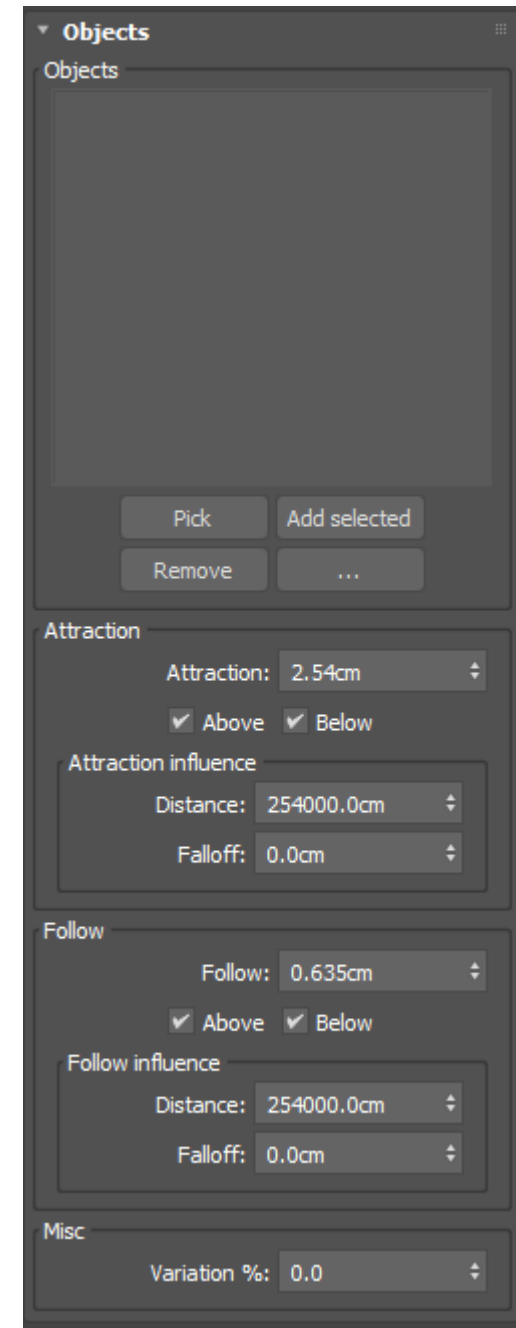 Objects
Objects
Pick Add selected
Remove ...
Attraction
Attraction: 2.54cm
Above Below
Attraction influence
Distance: 254000.0cm
Falloff: 0.0cm
Follow
Follow: 0.635cm
Above Below
Follow influence
Distance: 254000.0cm
Falloff: 0.0cm
Misc
Variation %: 0.0